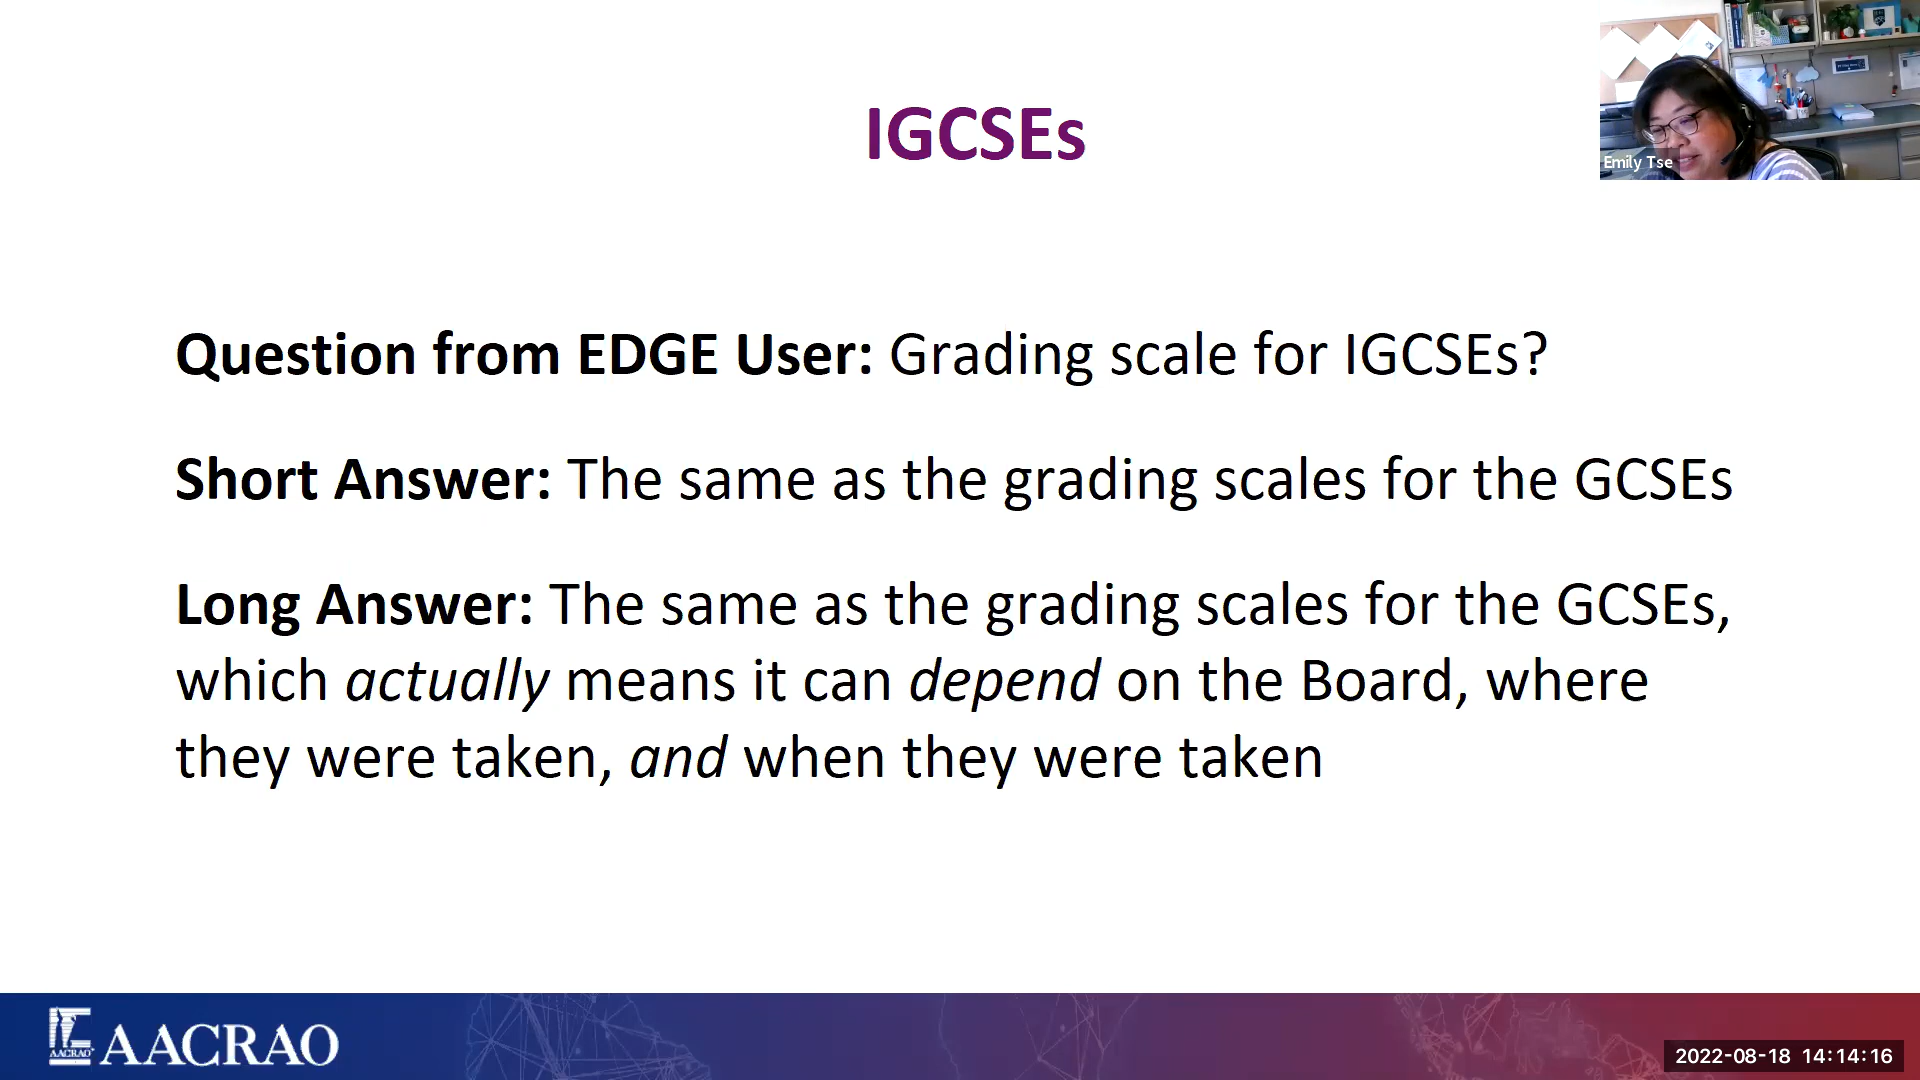 IGCSEs
Emily Tse
Question from EDGE User: Grading scale for IGCSEs?
Short Answer: The same as the grading scales for the GCSEs
Long Answer: The same as the grading scales for the GCSEs,
which actually means it can depend on the Board, where
they were taken, and when they were taken
AACRAO
AACRAO
2022-08-18 14:14:16